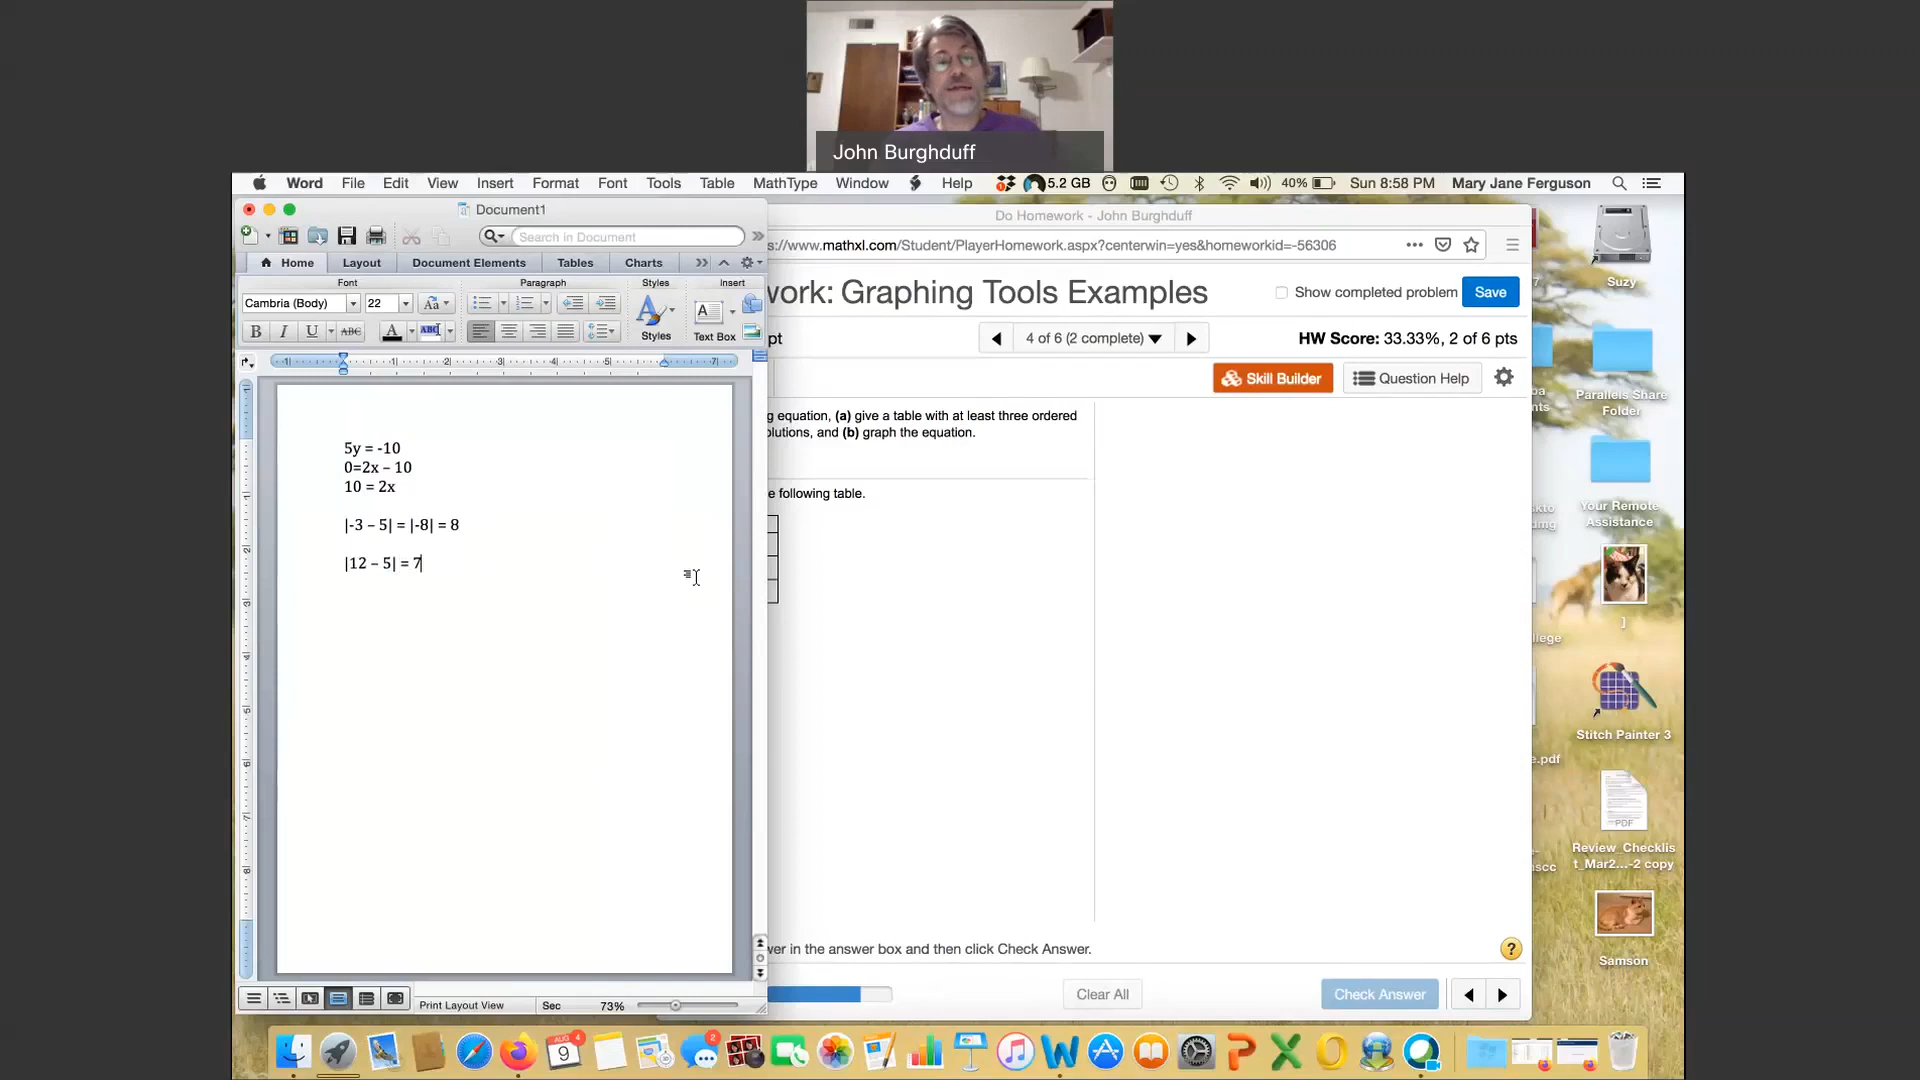 John Burghduff
Word File Edit View Insert Format Font Tools Table MathType Window Help 5.2 GB 40% Sun 8:58 PM Mary Jane Ferguson
Document1
Search in Document
Home Layout Document Elements Tables Charts
Font Paragraph Styles Insert
Cambria (Body) 22
Styles Text Box
5y = -10
0=2x – 10
10 = 2x
|-3 – 5| = |-8| = 8
|12 – 5| = 7
Print Layout View Sec 73%
Do Homework - John Burghduff
s://www.mathxl.com/Student/PlayerHomework.aspx?centerwin=yes&homeworkid=-56306
work: Graphing Tools Examples
Show completed problem Save
pt 4 of 6 (2 complete) HW Score: 33.33%, 2 of 6 pts
Skill Builder Question Help
g equation, (a) give a table with at least three ordered
olutions, and (b) graph the equation.
e following table.
wer in the answer box and then click Check Answer.
Clear All Check Answer
Suzy
Parallels Share
Folder
Your Remote
Assistance
]
Stitch Painter 3
e.pdf
PDF
Review_Checklis
t_Mar2...-2 copy
Samson
AUG
9